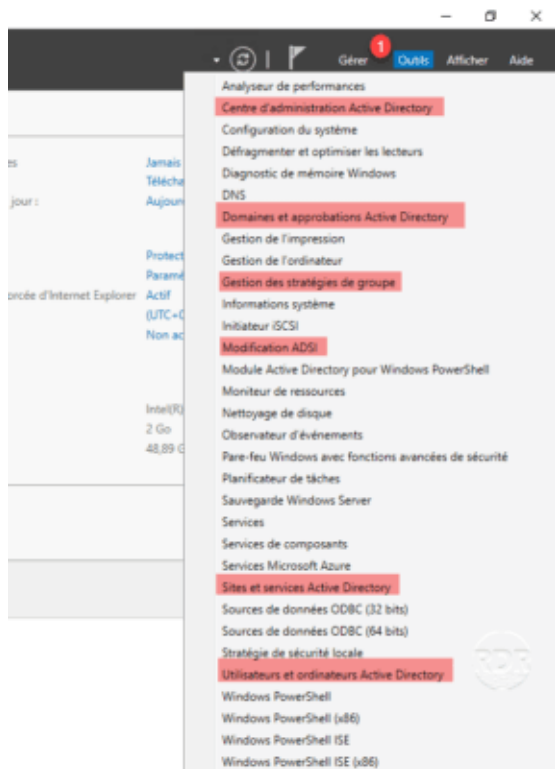 1
Gérer Outils Afficher Aide
Analyseur de performances
Centre d'administration Active Directory
Configuration du système
Défragmenter et optimiser les lecteurs
es Jamais
Diagnostic de mémoire Windows
Télécha
DNS
jour : Aujour
Domaines et approbations Active Directory
Gestion de l'impression
Protect
Gestion de l'ordinateur
Paramé
Gestion des stratégies de groupe
orcée d'Internet Explorer Actif
Informations système
(UTC+
Initiateur iSCSI
Non ac
Modification ADSI
Module Active Directory pour Windows PowerShell
Moniteur de ressources
Intel(R)
Nettoyage de disque
2 Go
Observateur d'événements
48,89
Pare-feu Windows avec fonctions avancées de sécurité
Planificateur de tâches
Sauvegarde Windows Server
Services
Services de composants
Services Microsoft Azure
Sites et services Active Directory
Sources de données ODBC (32 bits)
Sources de données ODBC (64 bits)
Stratégie de sécurité locale
Utilisateurs et ordinateurs Active Directory
Windows PowerShell
Windows PowerShell (x86)
Windows PowerShell ISE
Windows PowerShell ISE (x86)